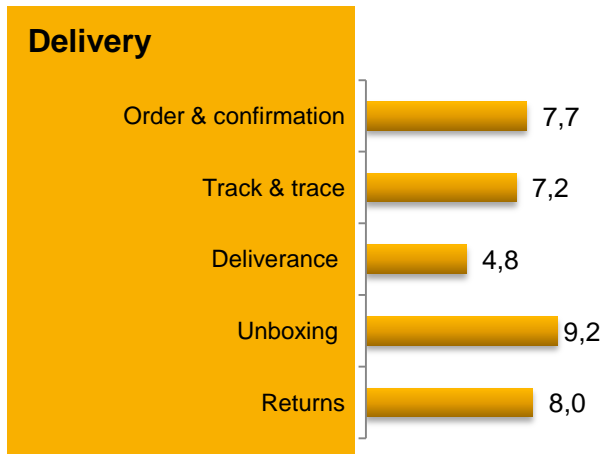 Delivery
Order & confirmation 7,7
Track & trace 7,2
Deliverance 4,8
Unboxing 9,2
Returns 8,0